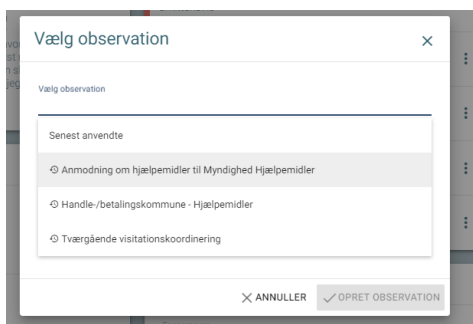 Vælg observation
Vælg observation
Senest anvendte
Anmodning om hjælpemidler til Myndighed Hjælpemidler
Handle-/betalingskommune - Hjælpemidler
Tværgående visitationskoordinering
ANNULLER
OPRET OBSERVATION